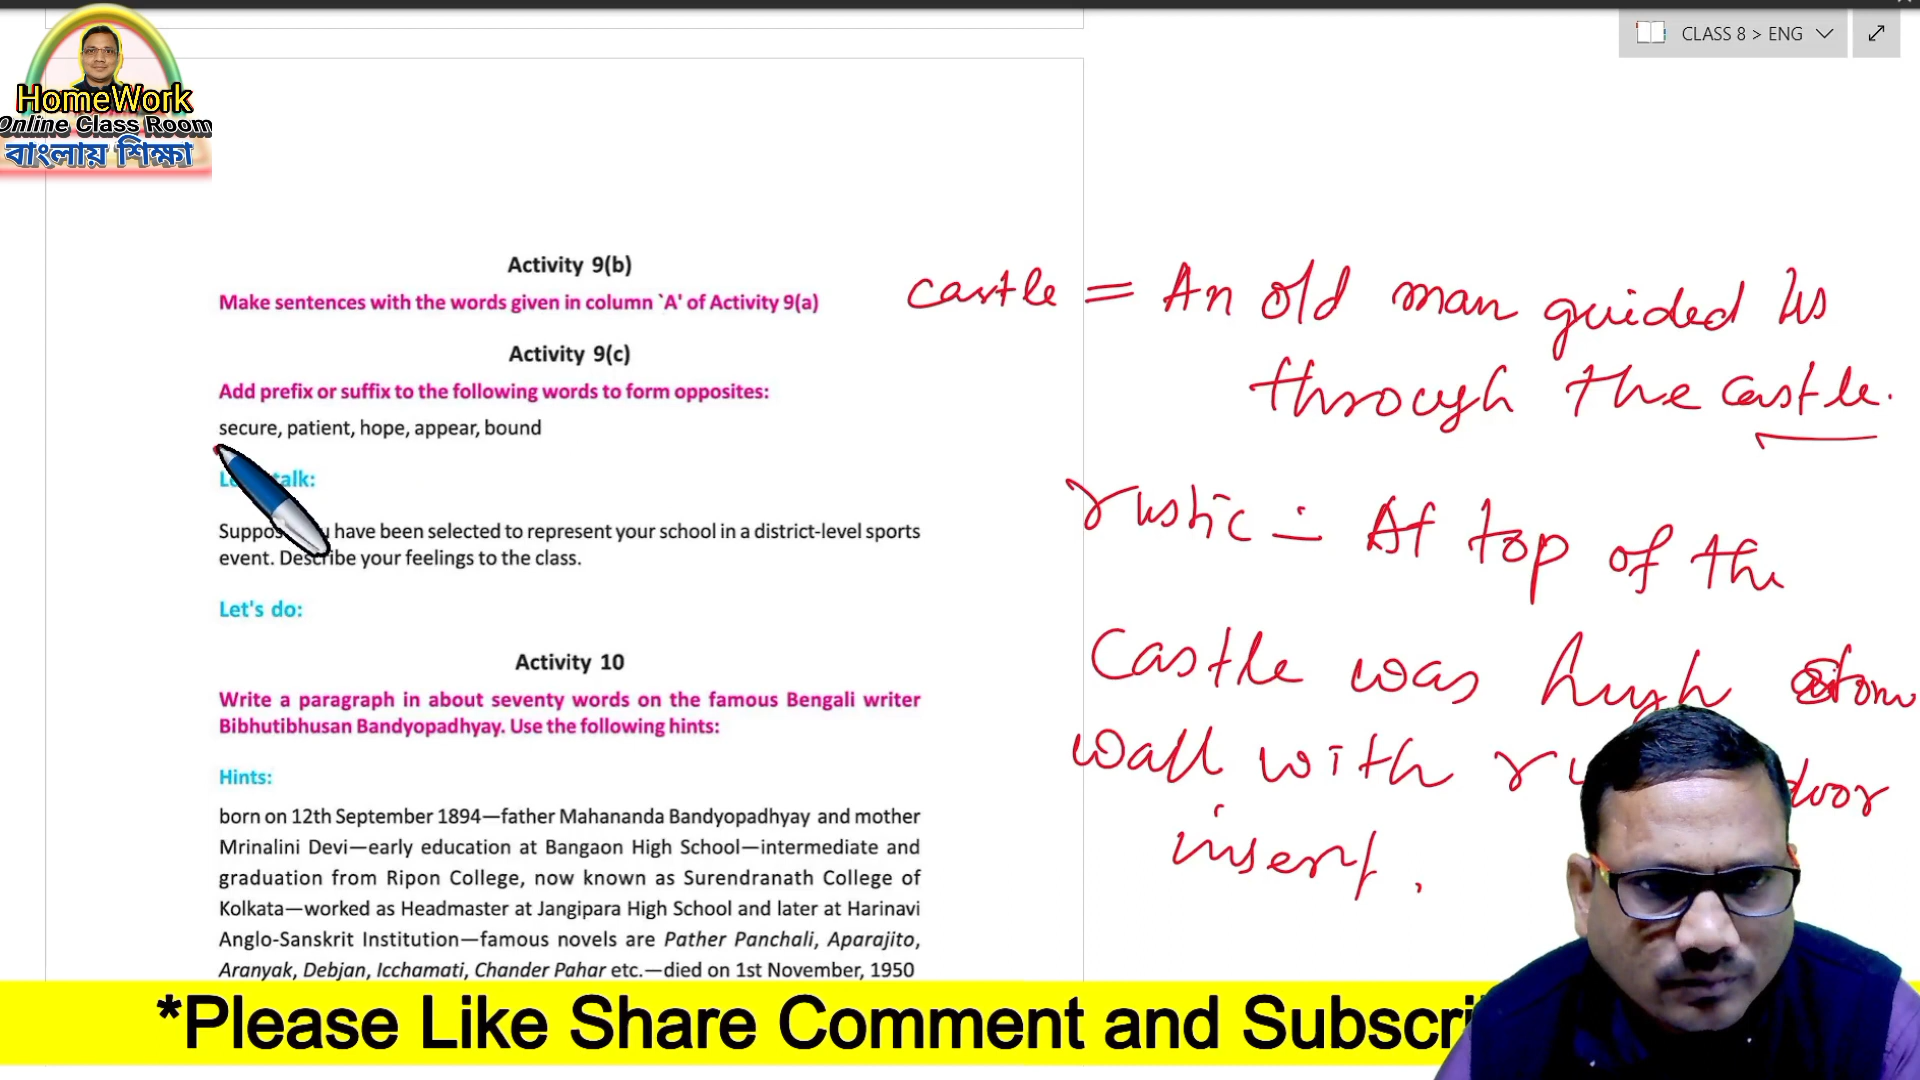 CLASS 8 > ENG
HomeWork
Online Class Room
বাংলায় শিক্ষা
Activity 9(b)
Make sentences with the words given in column `A' of Activity 9(a)
Activity 9(c)
Add prefix or suffix to the following words to form opposites:
secure, patient, hope, appear, bound
talk:
have been selected to represent your school in a district-level sports
event. Describe your feelings to the class.
Let's do:
Activity 10
Write a paragraph in about seventy words on the famous Bengali writer
Bibhutibhusan Bandyopadhyay. Use the following hints:
Hints:
born on 12th September 1894—father Mahananda Bandyopadhyay and mother
Mrinalini Devi—early education at Bangaon High School—intermediate and
graduation from Ripon College, now known as Surendranath College of
Kolkata—worked as Headmaster at Jangipara High School and later at Harinavi
Anglo-Sanskrit Institution—famous novels are Pather Panchali, Aparajito,
Aranyak, Debjan, Icchamati, Chander Pahar etc.—died on 1st November, 1950
castle = An old man guided us
through the castle.
rustic = At top of the
castle was high
wall with door
insert.
*Please Like Share Comment and